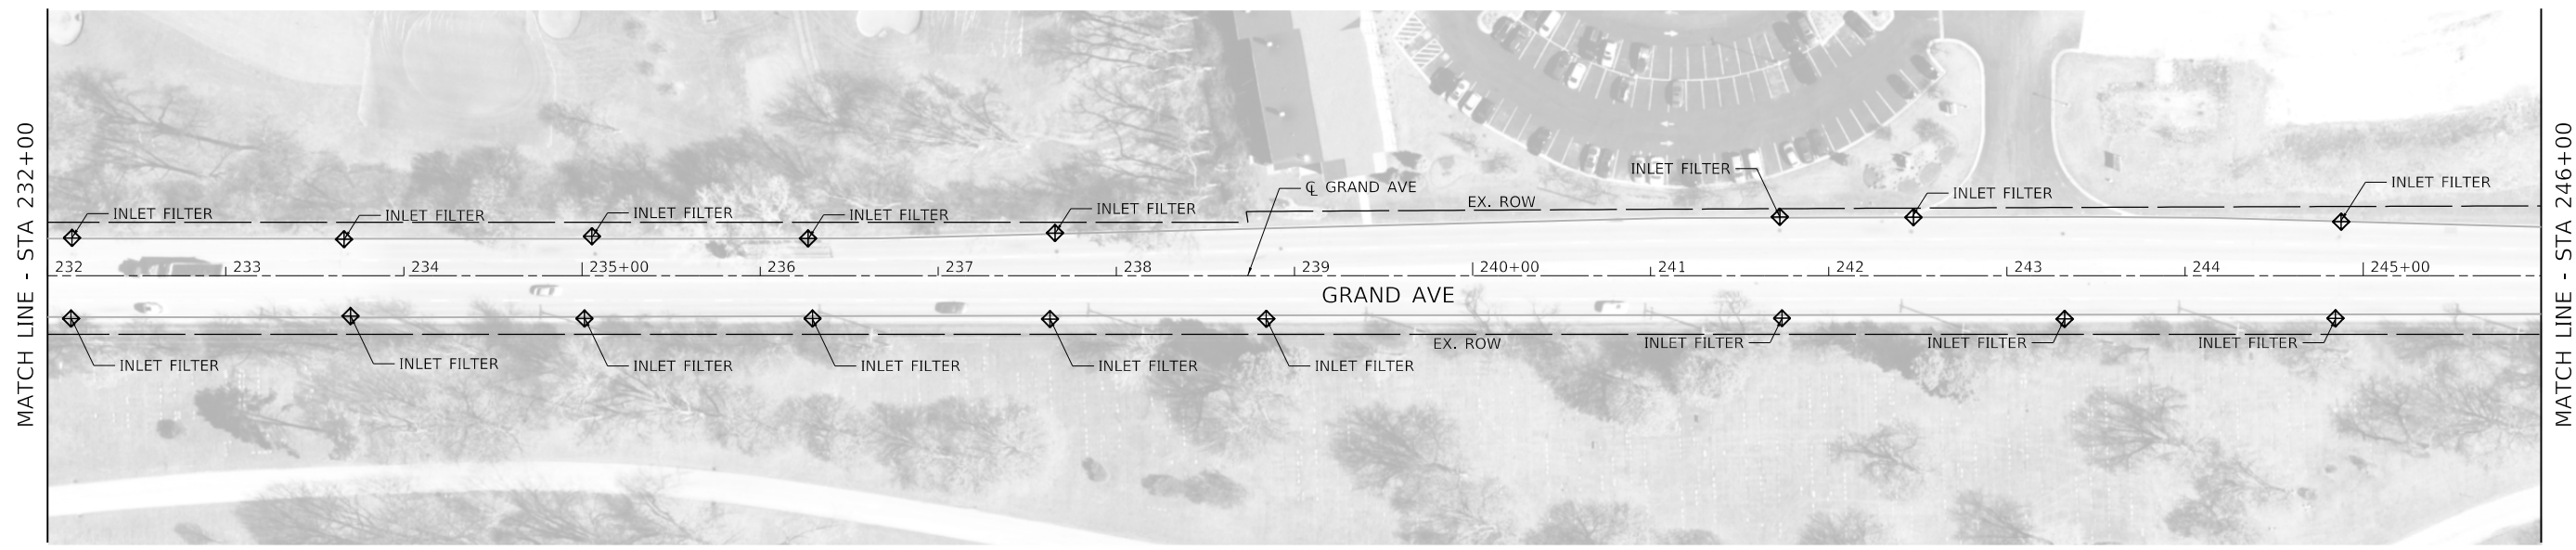 MATCH LINE - STA 232+00
INLET FILTER
INLET FILTER
INLET FILTER
INLET FILTER
INLET FILTER
℄ GRAND AVE
EX. ROW
INLET FILTER
INLET FILTER
INLET FILTER
232 233 234 235+00 236 237 238 239 240+00 241 242 243 244 245+00
GRAND AVE
INLET FILTER
INLET FILTER
INLET FILTER
INLET FILTER
INLET FILTER
INLET FILTER
EX. ROW
INLET FILTER
INLET FILTER
INLET FILTER
MATCH LINE - STA 246+00